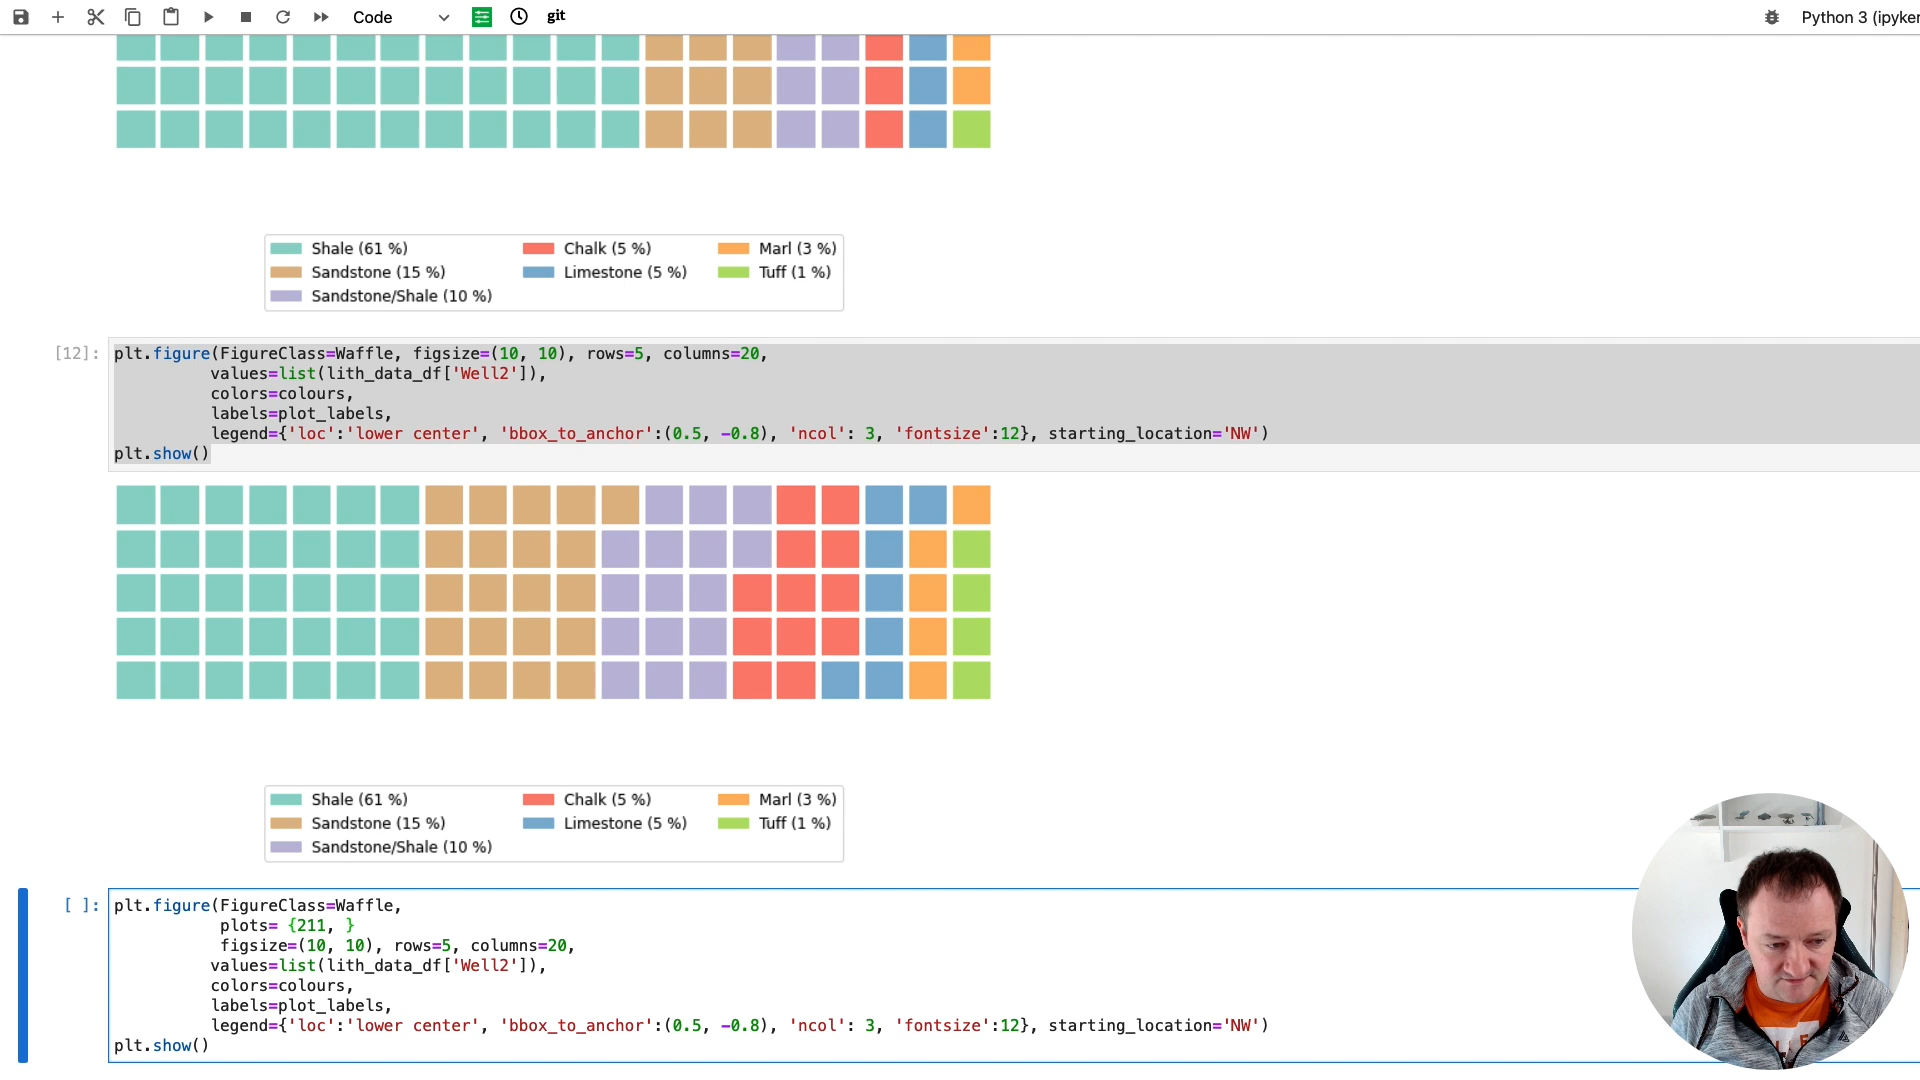 Code
git
Python 3 (ipyker
Shale (61 %)
Chalk (5 %)
Marl (3 %)
Sandstone (15 %)
Limestone (5 %)
Tuff (1 %)
Sandstone/Shale (10 %)
[12]:
plt.figure(FigureClass=Waffle, figsize=(10, 10), rows=5, columns=20,
values=list(lith_data_df['Well2']),
colors=colours,
labels=plot_labels,
legend={'loc':'lower center', 'bbox_to_anchor':(0.5, -0.8), 'ncol': 3, 'fontsize':12}, starting_location='NW')
plt.show()
Shale (61 %)
Chalk (5 %)
Marl (3 %)
Sandstone (15 %)
Limestone (5 %)
Tuff (1 %)
Sandstone/Shale (10 %)
[ ]:
plt.figure(FigureClass=Waffle,
plots= {211, }
figsize=(10, 10), rows=5, columns=20,
values=list(lith_data_df['Well2']),
colors=colours,
labels=plot_labels,
legend={'loc':'lower center', 'bbox_to_anchor':(0.5, -0.8), 'ncol': 3, 'fontsize':12}, starting_location='NW')
plt.show()